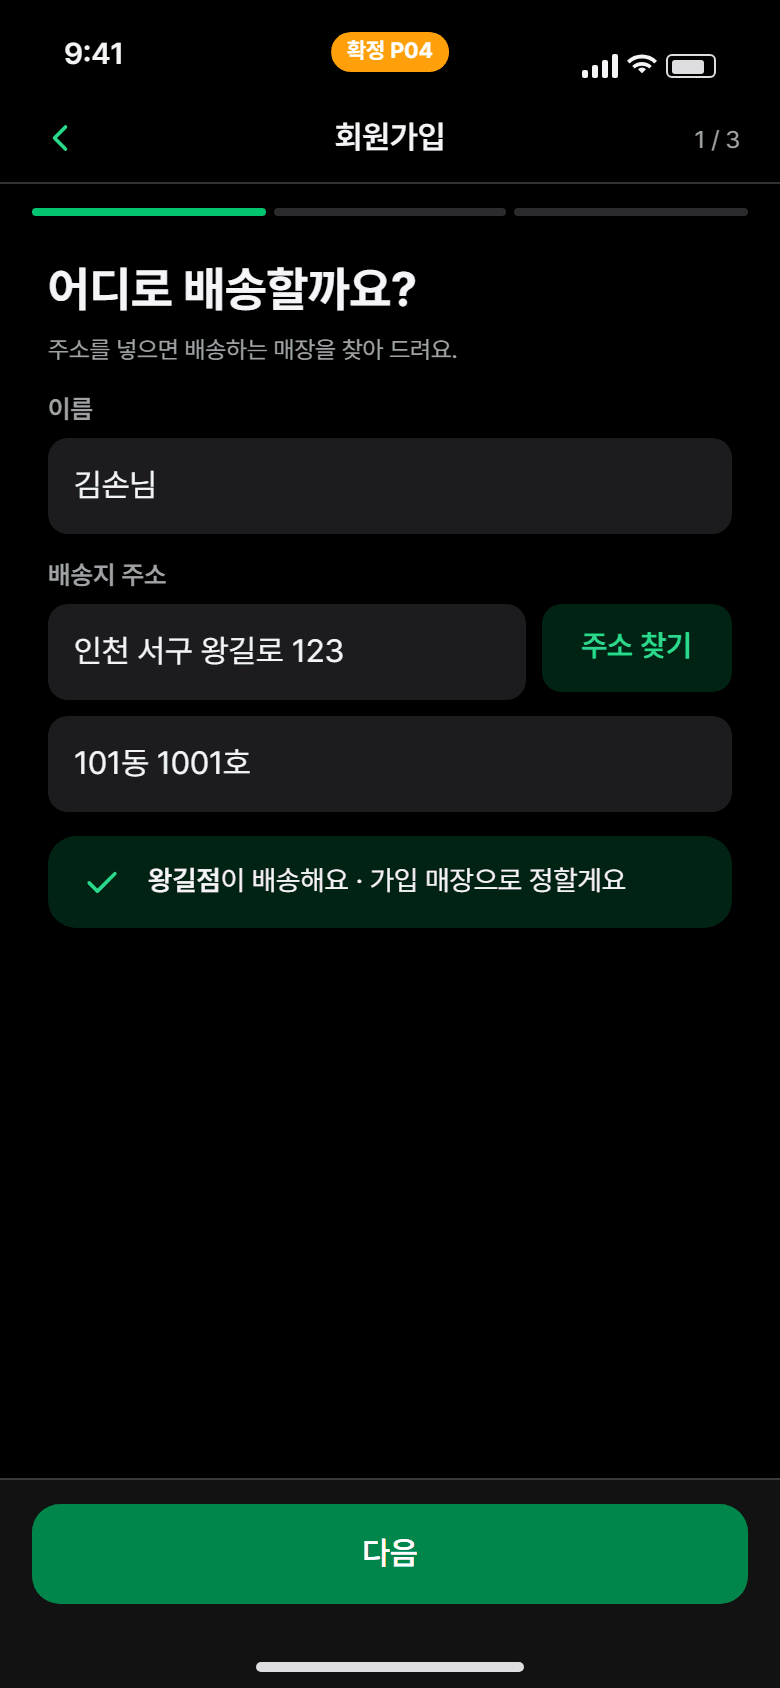 9:41
확정 P04
회원가입
1 / 3
어디로 배송할까요?
주소를 넣으면 배송하는 매장을 찾아 드려요.
이름
김손님
배송지 주소
인천 서구 왕길로 123
주소 찾기
101동 1001호
왕길점이 배송해요 · 가입 매장으로 정할게요
다음